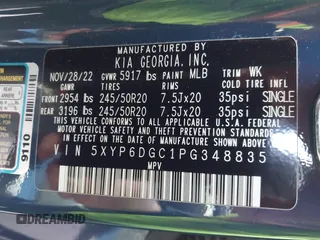 MANUFACTURED BY
KIA GEORGIA, INC.
NOV/28/22 GVWR 5917 lbs PAINT MLB TRIM WK
GAWR TIRES RIMS COLD TIRE INFL
FRONT 2954 lbs 245/50R20 7.5Jx20 35psi SINGLE
REAR 3196 lbs 245/50R20 7.5Jx20 35psi SINGLE
THIS VEHICLE CONFORMS TO ALL APPLICABLE U.S.A. FEDERAL
MOTOR VEHICLE SAFETY, BUMPER AND THEFT PREVENTION
STANDARDS IN EFFECT ON THE DATE OF MANUFACTURE SHOWN ABOVE.
VIN 5XYP6DGC1PG348835
MPV
9110
DREAMBID